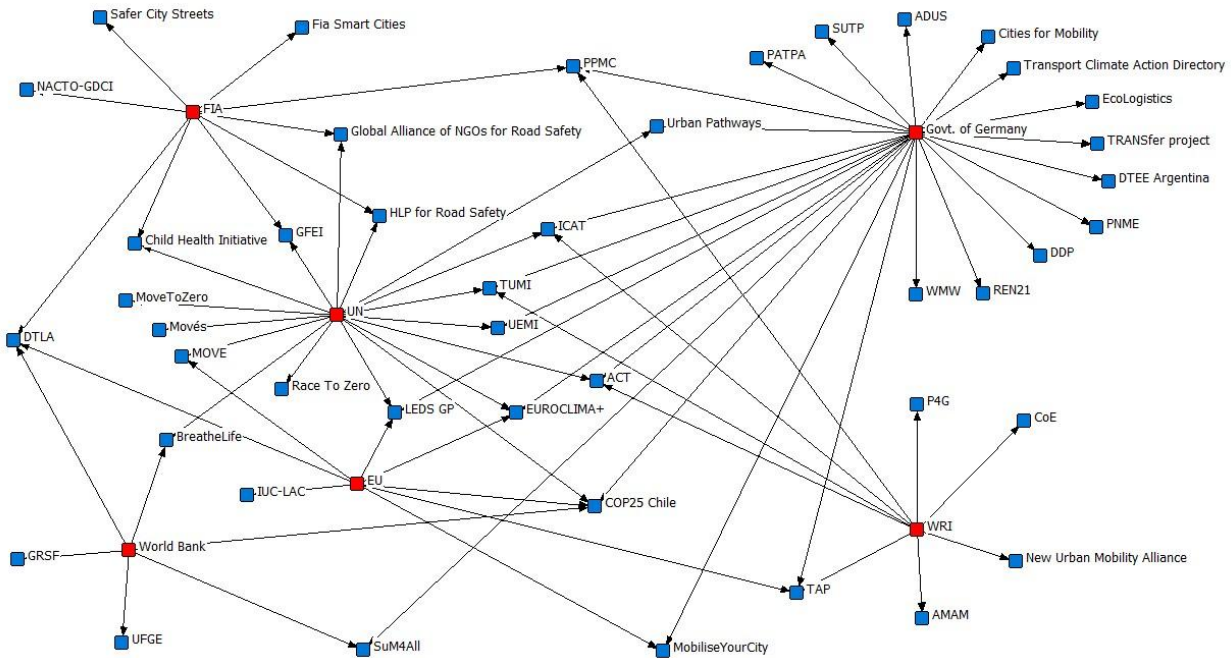 Safer City Streets
Fia Smart Cities
ADUS
SUTP
Cities for Mobility
PATPA
PPMC
Transport Climate Action Directory
NACTO-GDCI
EcoLogistics
FIA
Global Alliance of NGOs for Road Safety
Urban Pathways
Govt. of Germany
TRANSfer project
DTEE Argentina
HLP for Road Safety
ICAT
PNME
Child Health Initiative
GFEI
DDP
TUMI
WMW
REN21
MoveToZero
UN
Movés
UEMI
DTLA
MOVE
ACT
Race To Zero
P4G
LEDS GP
EUROCLIMA+
CoE
BreatheLife
EU
IUC-LAC
COP25 Chile
WRI
World Bank
GRSF
New Urban Mobility Alliance
TAP
AMAM
UFGE
SuM4All
MobiliseYourCity